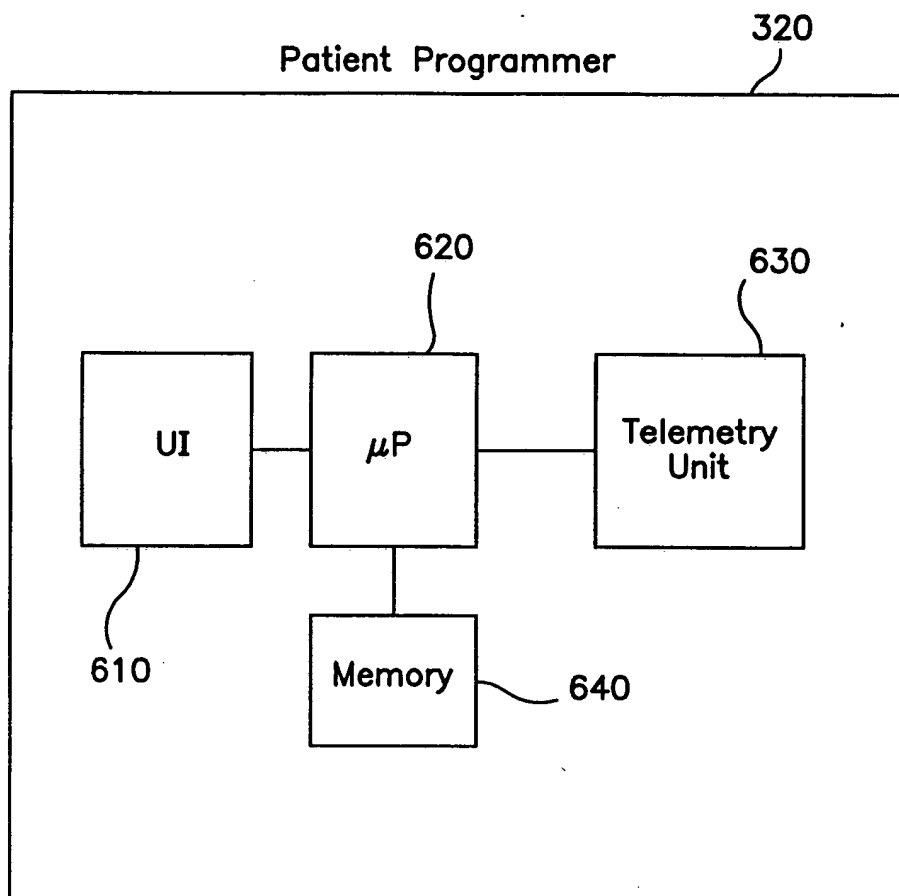 320
Patient Programmer
620
630
UI
μP
Telemetry
Unit
610
Memory
640